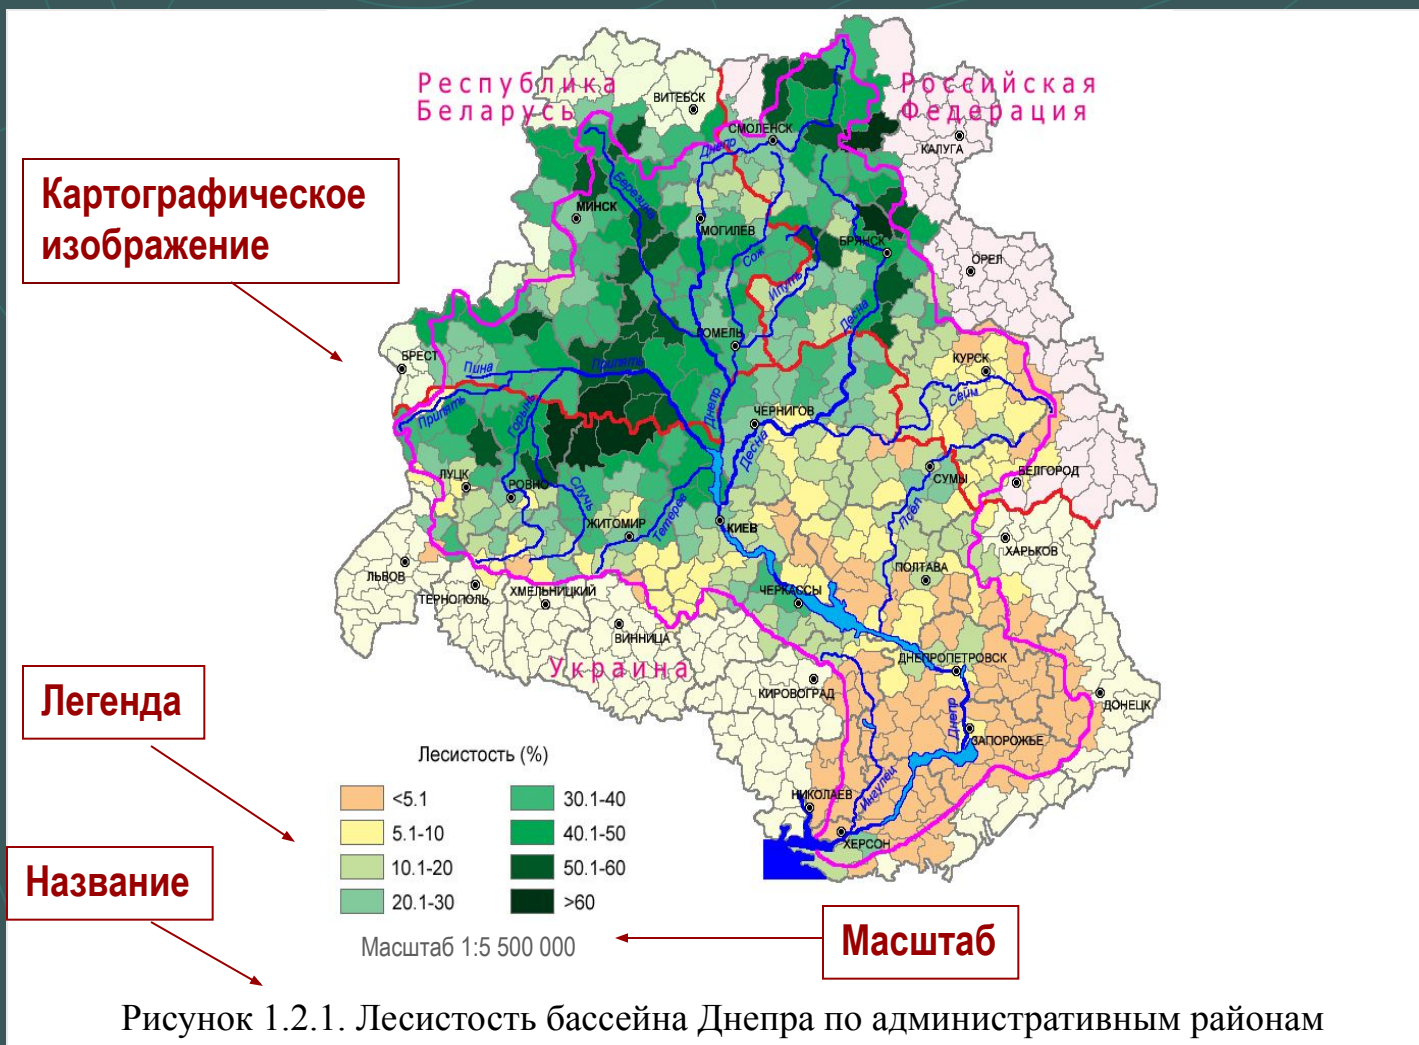 Республика
Беларусь
Российская
Федерация
ВИТЕБСК
СМОЛЕНСК
КАЛУГА
Днепр
Березина
МИНСК
МОГИЛЕВ
БРЯНСК
Сож
ОРЕЛ
Ипуть
Десна
ГОМЕЛЬ
БРЕСТ
Пина
Припять
КУРСК
Сейм
Припять
Горынь
Днепр
ЧЕРНИГОВ
Десна
ЛУЦК
РОВНО
Случь
СУМЫ
БЕЛГОРОД
Псел
ЖИТОМИР
Тетерев
КИЕВ
ХАРЬКОВ
ЛЬВОВ
ТЕРНОПОЛЬ
ХМЕЛЬНИЦКИЙ
ПОЛТАВА
ЧЕРКАССЫ
ВИННИЦА
Украина
ДНЕПРОПЕТРОВСК
КИРОВОГРАД
ДОНЕЦК
Днепр
ЗАПОРОЖЬЕ
Ингулец
НИКОЛАЕВ
ХЕРСОН
Картографическое
изображение
Легенда
Лесистость (%)
<5.1
5.1-10
10.1-20
20.1-30
30.1-40
40.1-50
50.1-60
>60
Название
Масштаб 1:5 500 000
Масштаб
Рисунок 1.2.1. Лесистость бассейна Днепра по административным районам